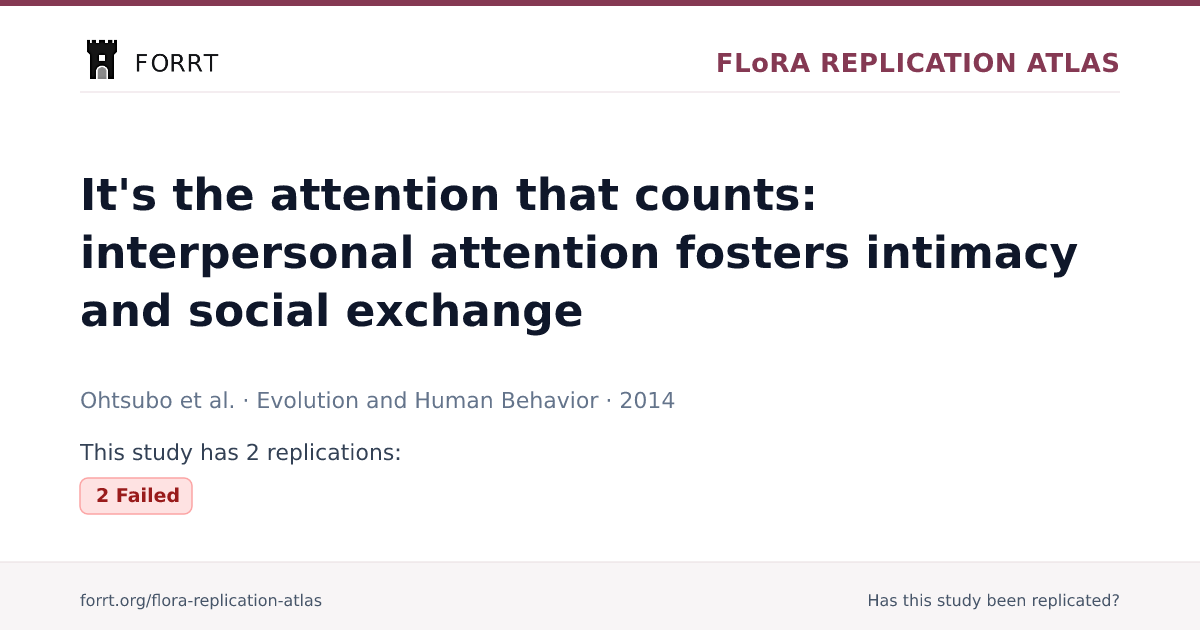 FORRT
FLoRA REPLICATION ATLAS
It's the attention that counts:
interpersonal attention fosters intimacy
and social exchange
Ohtsubo et al. · Evolution and Human Behavior · 2014
This study has 2 replications:
2 Failed
forrt.org/flora-replication-atlas
Has this study been replicated?